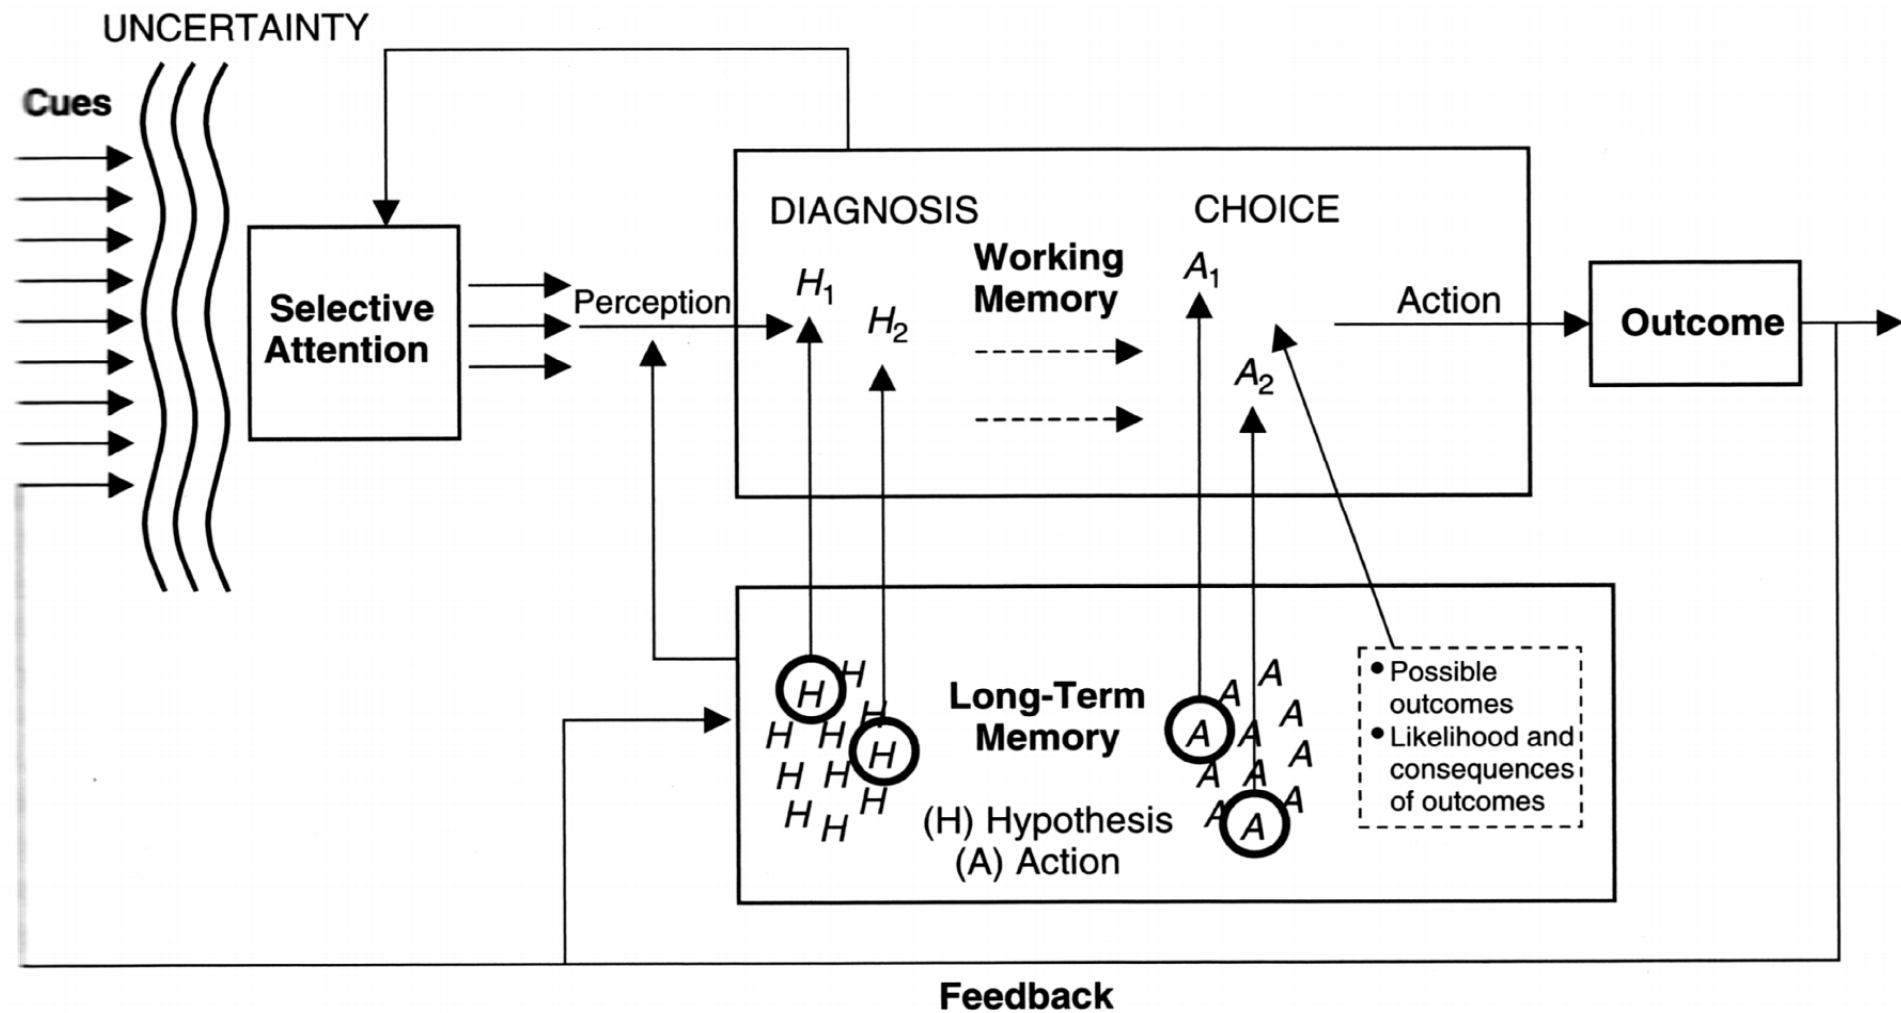 UNCERTAINTY
Cues
Selective
Attention
Perception
DIAGNOSIS
CHOICE
H1
H2
Working
Memory
A1
A2
Action
Outcome
H
H
H
H
H
H
H
H
H
H
H
Long-Term
Memory
(H) Hypothesis
(A) Action
A
A
A
A
A
A
A
A
A
A
A
• Possible
outcomes
• Likelihood and
consequences
of outcomes
Feedback